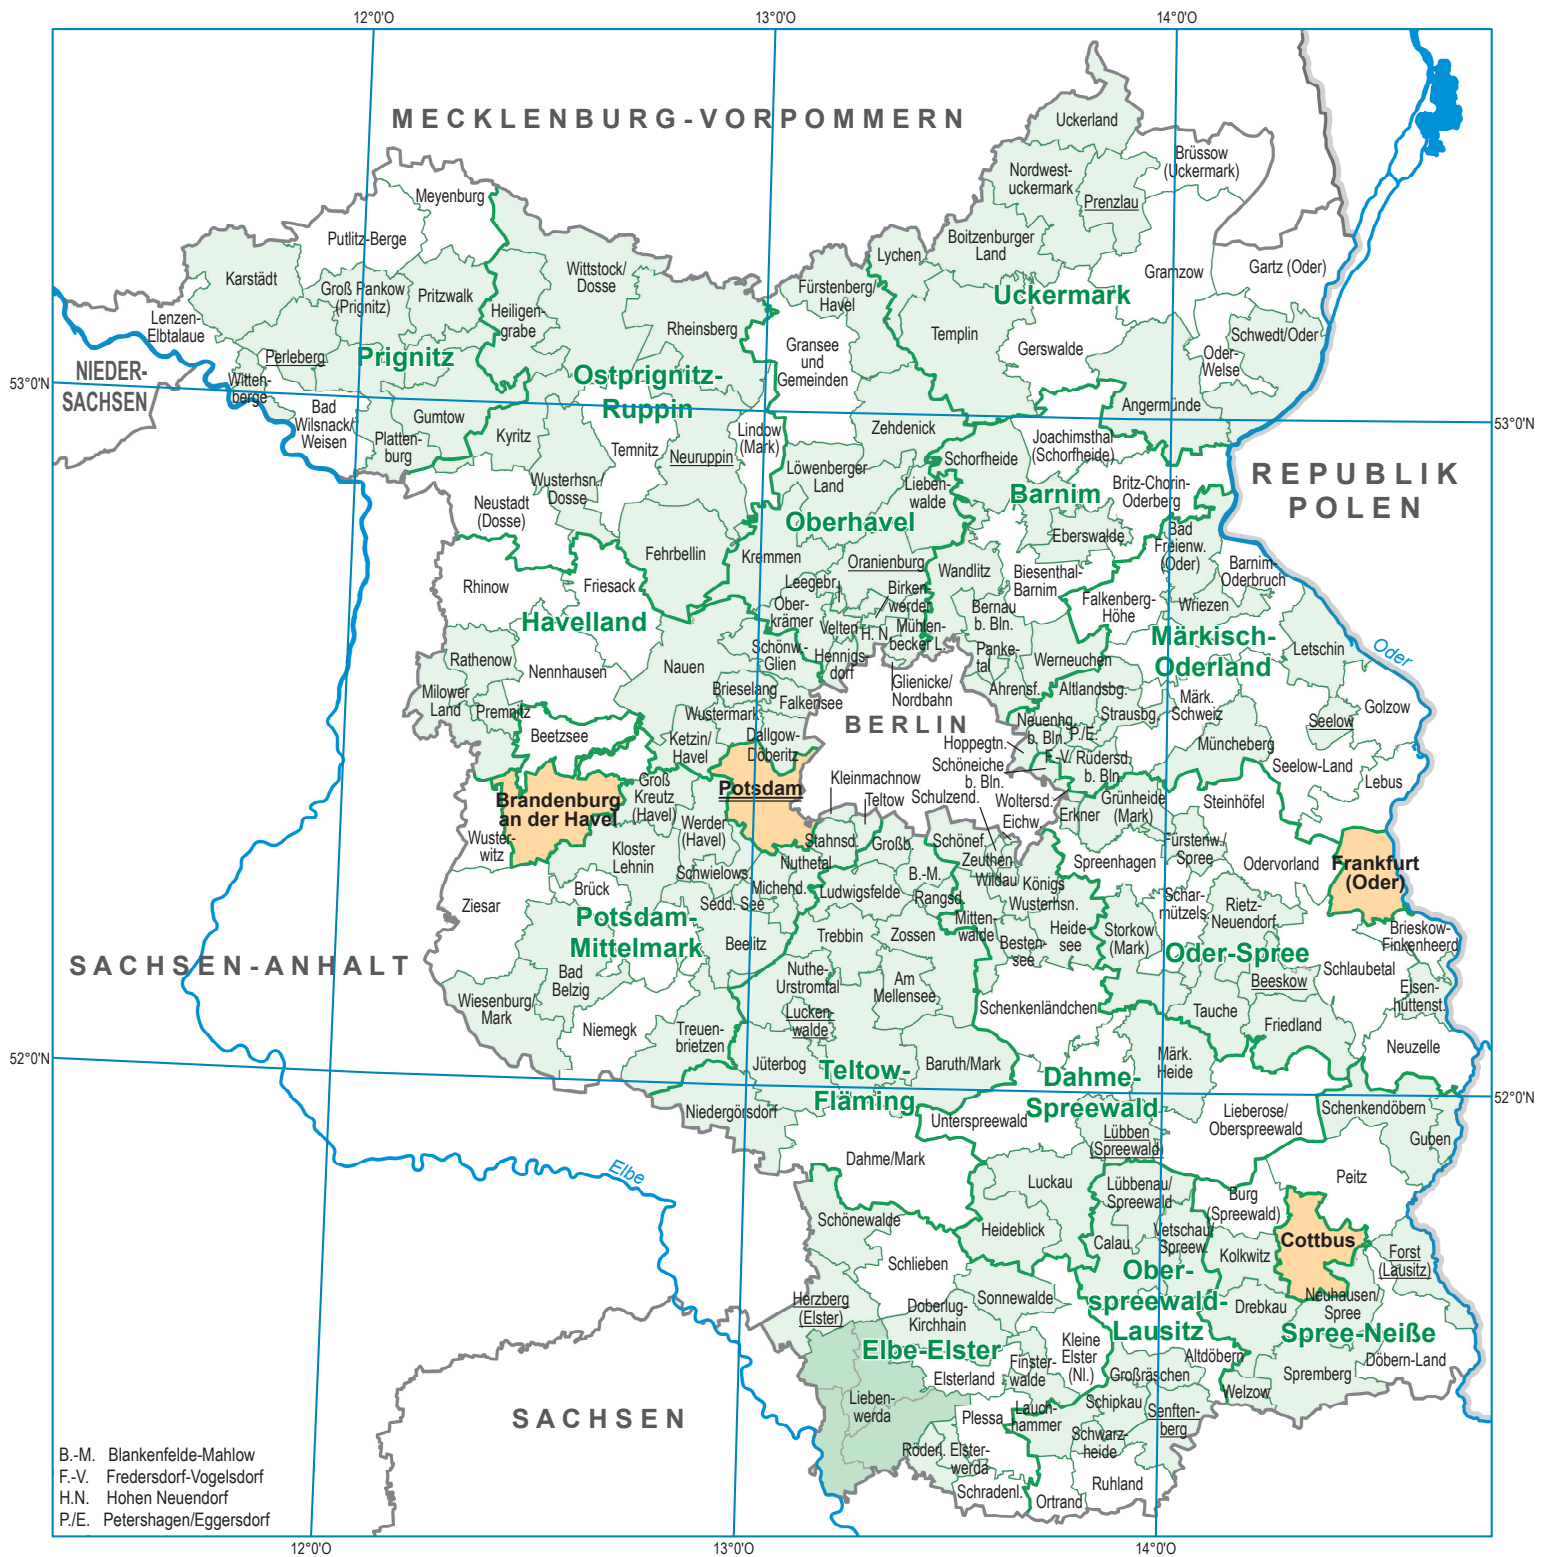 12°0'O
13°0'O
14°0'O
MECKLENBURG-VORPOMMERN
Uckerland
Brüssow
(Uckermark)
Nordwest-
uckermark
Prenzlau
Meyenburg
Putlitz-Berge
Boitzenburger
Land
Lychen
Gramzow
Gartz (Oder)
Karstädt
Groß Pankow
(Prignitz)
Pritzwalk
Wittstock/
Dosse
Fürstenberg/
Havel
Uckermark
Heiligen-
grabe
Lenzen-
Elbtalaue
Rheinsberg
Templin
Schwedt/Oder
Gransee
und
Gemeinden
Gerswalde
Oder-
Welse
Perleberg
Prignitz
NIEDER-
SACHSEN
53°0'N
Witten-
berge
Ostprignitz-
Ruppin
Bad
Wilsnack/
Weisen
Gumtow
Angermünde
53°0'N
Platten-
burg
Kyritz
Temnitz
Neuruppin
Lindow
(Mark)
Zehdenick
Joachimsthal
(Schorfheide)
Schorfheide
Löwenberger
Land
Lieben-
walde
Barnim
Britz-Chorin-
Oderberg
REPUBLIK
POLEN
Wusterhsn./
Dosse
Neustadt
(Dosse)
Oberhavel
Eberswalde
Bad
Freienw.
(Oder)
Fehrbellin
Kremmen
Oranienburg
Wandlitz
Biesenthal-
Barnim
Barnim-
Oderbruch
Rhinow
Friesack
Leegebr.
Birken-
werder
Ober-
krämer
Falkenberg-
Höhe
Wriezen
Bernau
b. Bln.
Havelland
Velten
H. N.
Mühlen-
becker L.
Märkisch-
Oderland
Schönw.-
Glien
Hennigs-
dorf
Panke-
tal
Werneuchen
Letschin
Oder
Rathenow
Nennhausen
Nauen
Glienicke/
Nordbahn
Ahrensf.
Altlandsbg.
Milower
Land
Premnitz
Brieselang
Falkensee
Wustermark
BERLIN
Neuenhg.
b. Bln.
P./E.
Strausbg.
Märk.
Schweiz
Golzow
Seelow
Beetzsee
Ketzin/
Havel
Dallgow-
Döberitz
Hoppegtn.
Schöneiche
b. Bln.
F.-V.
Rüdersd.
b. Bln.
Müncheberg
Seelow-Land
Lebus
Brandenburg
an der Havel
Groß
Kreutz
(Havel)
Potsdam
Kleinmachnow
Teltow
Schulzend.
Woltersd.
Eichw.
Erkner
Grünheide
(Mark)
Steinhöfel
Wuster-
witz
Werder
(Havel)
Stahnsd.
Großb.
Schönef.
Fürstenw./
Spree
Kloster
Lehnin
Nuthetal
Zeuthen
Spreenhagen
Odervorland
Frankfurt
(Oder)
Schwielows.
Michend.
B.-M.
Wildau
Königs
Wusterhsn.
Brück
Ludwigsfelde
Rangsd.
Schar-
mützels.
Rietz-
Neuendorf
Ziesar
Sedd. See
Potsdam-
Mittelmark
Mitten-
walde
Heide-
see
Storkow
(Mark)
Brieskow-
Finkenheerd
Beelitz
Trebbin
Zossen
Besten-
see
Oder-Spree
SACHSEN-ANHALT
Bad
Belzig
Nuthe-
Urstromtal
Am
Mellensee
Beeskow
Schlaubetal
Eisen-
hüttenst.
Wiesenburg/
Mark
Niemegk
Treuen-
brietzen
Lucken-
walde
Schenkenländchen
Tauche
Friedland
Neuzelle
52°0'N
Jüterbog
Teltow-
Fläming
Baruth/Mark
Märk.
Heide
Dahme-
Spreewald
52°0'N
Niedergörsdorf
Unterspreewald
Lübben
(Spreewald)
Lieberose/
Oberspreewald
Schenkendöbern
Guben
Elbe
Dahme/Mark
Luckau
Lübbenau/
Spreewald
Burg
(Spreewald)
Peitz
Schönewalde
Heideblick
Calau
Vetschau/
Spreew.
Kolkwitz
Cottbus
Forst
(Lausitz)
Schlieben
Ober-
spreewald-
Lausitz
Herzberg
(Elster)
Doberlug-
Kirchhain
Sonnewalde
Drebkau
Neuhausen/
Spree
Spree-Neiße
Elbe-Elster
Kleine
Elster
(Nl.)
Finster-
walde
Altdöbern
Döbern-Land
Elsterland
Großräschen
Spremberg
Lieben-
werda
Welzow
SACHSEN
Plessa
Lauch-
hammer
Schipkau
Senften-
berg
Schwarz-
heide
Röderl.
Elster-
werda
Schradenl.
Ortrand
Ruhland
B.-M. Blankenfelde-Mahlow
F.-V. Fredersdorf-Vogelsdorf
H.N. Hohen Neuendorf
P./E. Petershagen/Eggersdorf
12°0'O
13°0'O
14°0'O